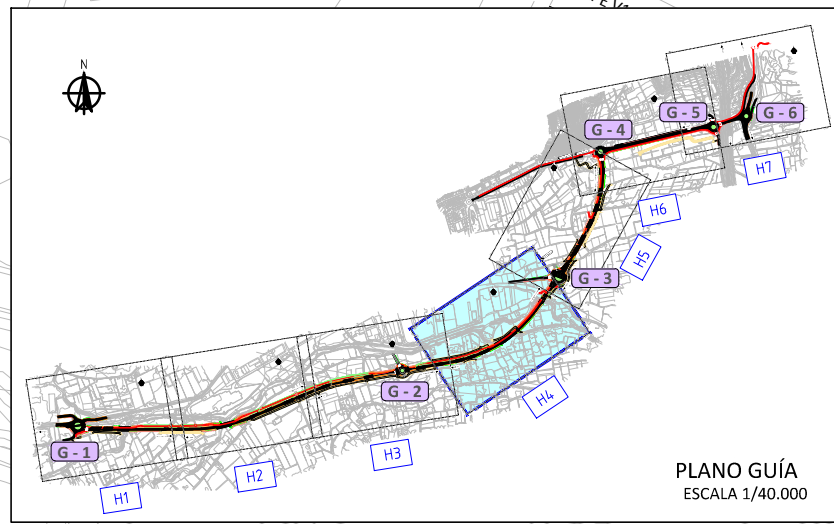 N
G - 4
G - 5
G - 6
H7
H6
H5
G - 3
H4
G - 2
G - 1
H3
H2
H1
PLANO GUÍA
ESCALA 1/40.000